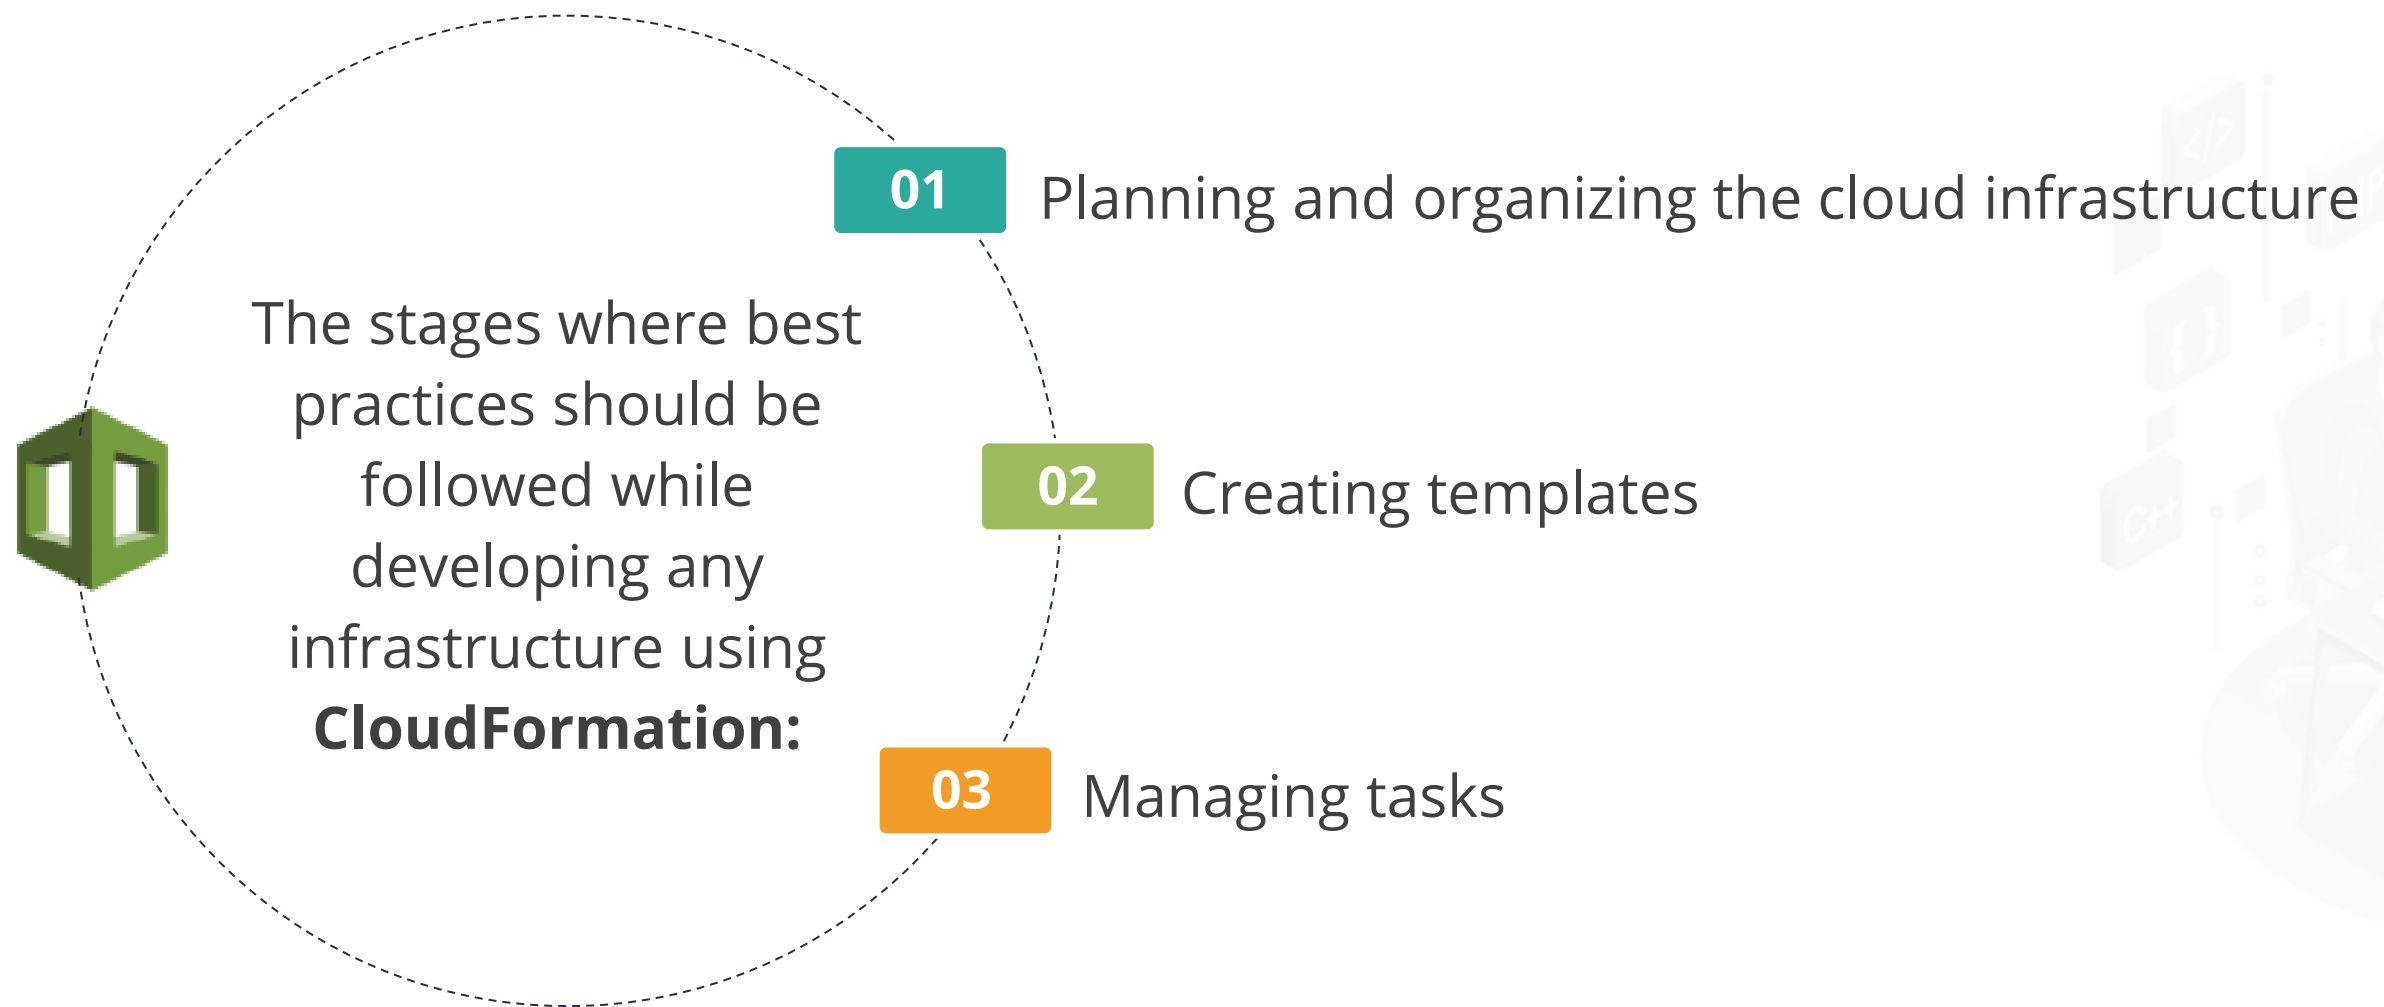 The stages where best
practices should be
followed while
developing any
infrastructure using
CloudFormation:
01
Planning and organizing the cloud infrastructure
02
Creating templates
03
Managing tasks
</>
{ }
C++